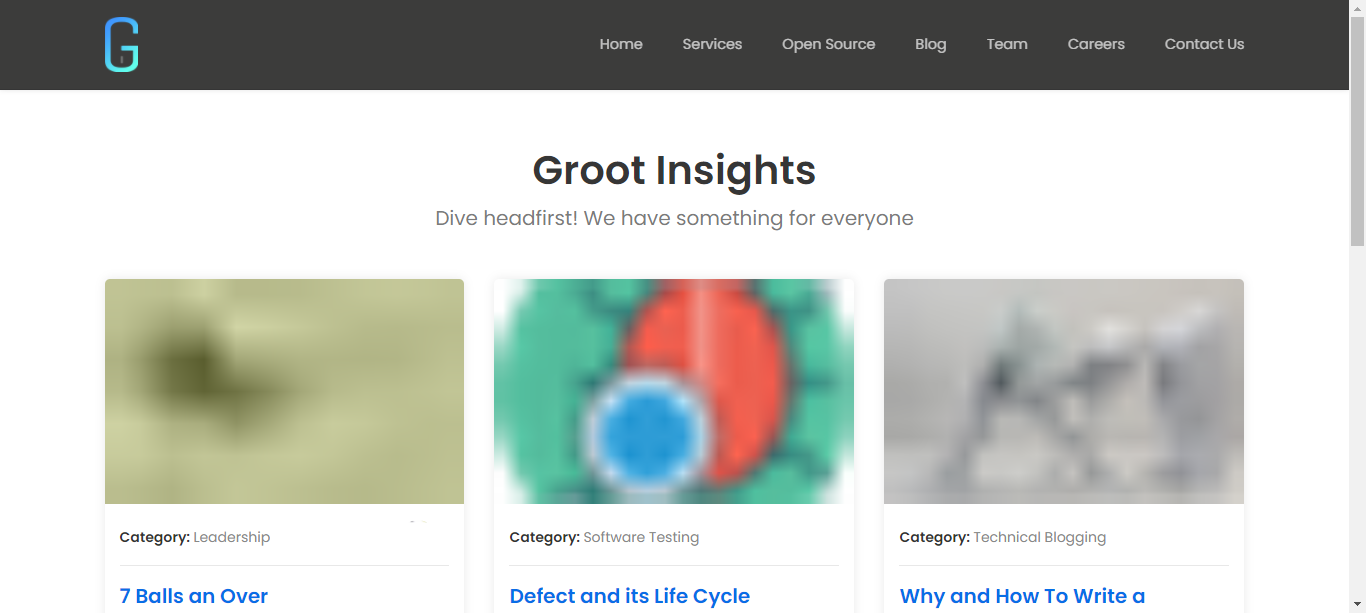 G
Home Services Open Source Blog Team Careers Contact Us
Groot Insights
Dive headfirst! We have something for everyone
Category: Leadership
Category: Software Testing
Category: Technical Blogging
7 Balls an Over
Defect and its Life Cycle
Why and How To Write a